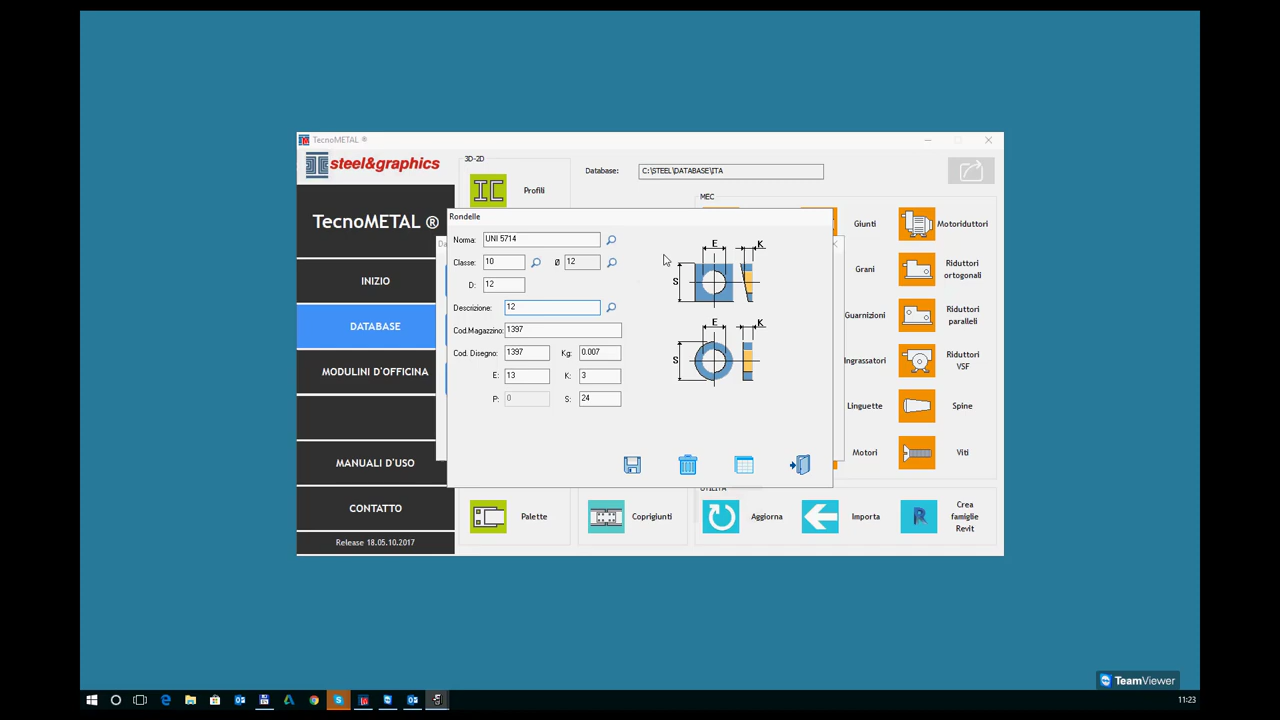 TecnoMETAL ®
steel&graphics
TecnoMETAL ®
INIZIO
DATABASE
MODULINI D'OFFICINA
MANUALI D'USO
CONTATTO
Release 18.05.10.2017
3D-2D
Profili
Database: C:\STEEL\DATABASE\ITA
MEC
Giunti
Motoriduttori
Grani
Riduttori ortogonali
Guarnizioni
Riduttori paralleli
Ingrassatori
Riduttori VSF
Linguette
Spine
Motori
Viti
Rondelle
Norma: UNI 5714
Classe: 10 Ø 12
D: 12
Descrizione: 12
Cod.Magazzino: 1397
Cod. Disegno: 1397 Kg: 0.007
E: 13 K: 3
P: 0 S: 24
E K
S
E K
S
Palette
Coprigiunti
UTILITA
Aggiorna
Importa
Crea famiglie Revit
TeamViewer
11:23